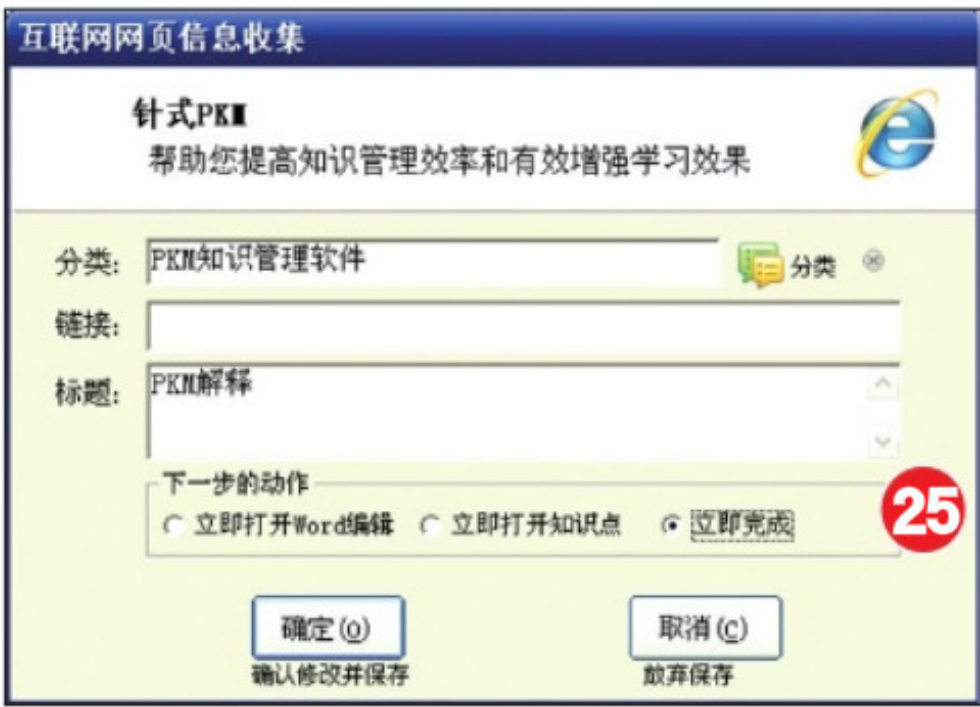 互联网网页信息收集
针式PKM
帮助您提高知识管理效率和有效增强学习效果
分类: PKM知识管理软件 分类
链接:
标题: PKM解释
下一步的动作
立即打开Word编辑 立即打开知识点 立即完成
25
确定(O) 取消(C)
确认修改并保存 放弃保存